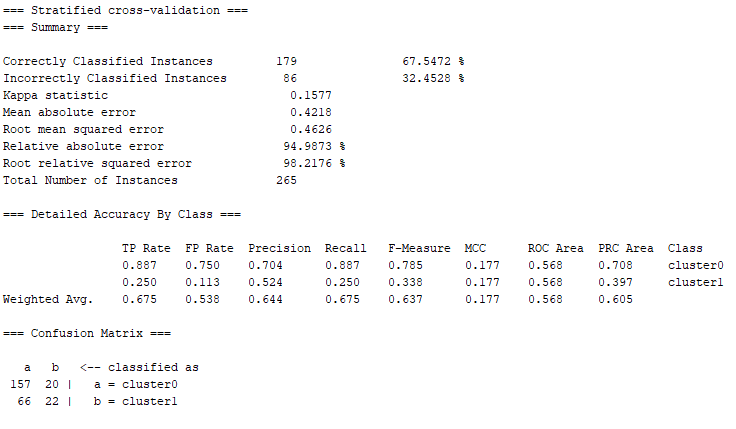 === Stratified cross-validation ===
=== Summary ===
Correctly Classified Instances 179 67.5472 %
Incorrectly Classified Instances 86 32.4528 %
Kappa statistic 0.1577
Mean absolute error 0.4218
Root mean squared error 0.4626
Relative absolute error 94.9873 %
Root relative squared error 98.2176 %
Total Number of Instances 265
=== Detailed Accuracy By Class ===
TP Rate FP Rate Precision Recall F-Measure MCC ROC Area PRC Area Class
0.887 0.750 0.704 0.887 0.785 0.177 0.568 0.708 cluster0
0.250 0.113 0.524 0.250 0.338 0.177 0.568 0.397 cluster1
Weighted Avg. 0.675 0.538 0.644 0.675 0.637 0.177 0.568 0.605
=== Confusion Matrix ===
a b <-- classified as
157 20 | a = cluster0
66 22 | b = cluster1